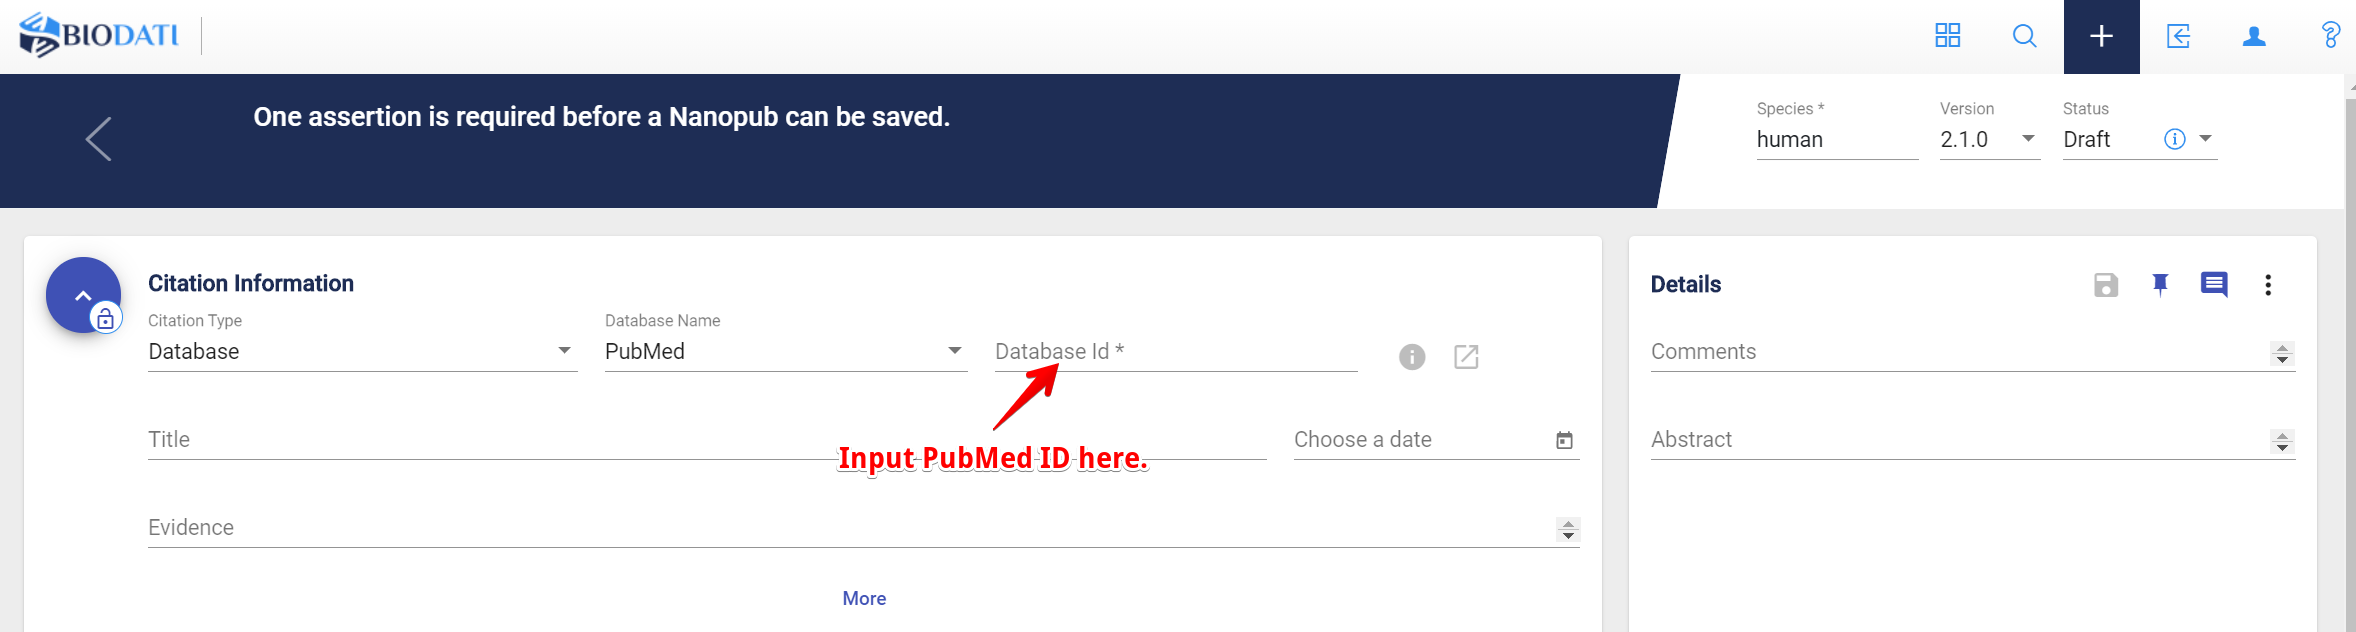 BIODATI
One assertion is required before a Nanopub can be saved.
Species *
human
Version
2.1.0
Status
Draft
Citation Information
Citation Type
Database
Database Name
PubMed
Database Id *
Input PubMed ID here.
Title
Choose a date
Evidence
More
Details
Comments
Abstract